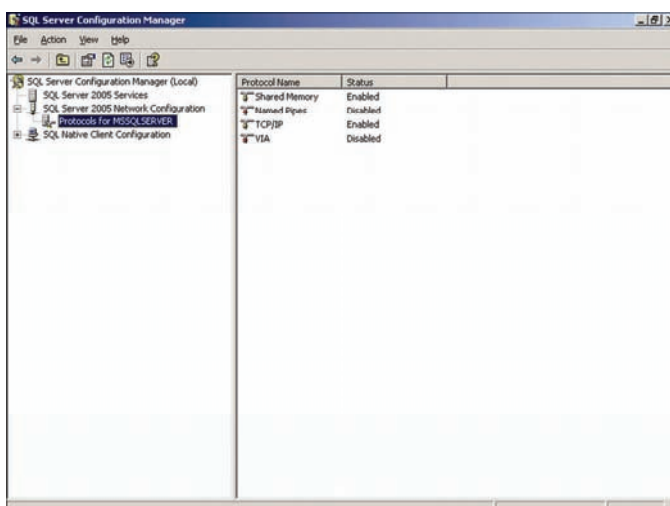 SQL Server Configuration Manager
File Action View Help
SQL Server Configuration Manager (Local)
SQL Server 2005 Services
SQL Server 2005 Network Configuration
Protocols for MSSQLSERVER
SQL Native Client Configuration
Protocol Name Status
Shared Memory Enabled
Named Pipes Disabled
TCP/IP Enabled
VIA Disabled